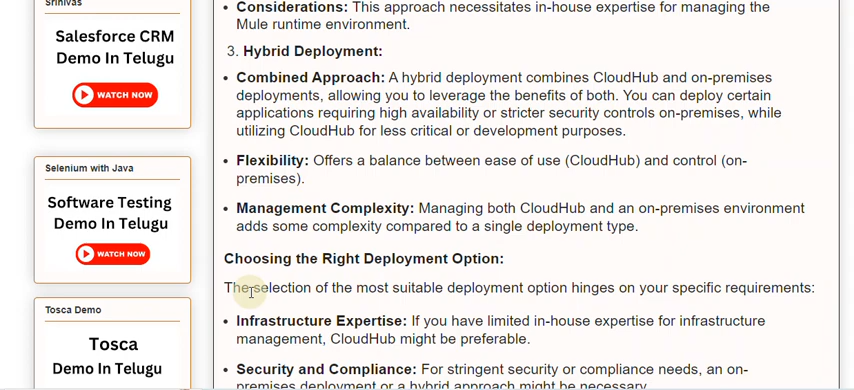 Srinivas
Salesforce CRM
Demo In Telugu
WATCH NOW
Selenium with Java
Software Testing
Demo In Telugu
WATCH NOW
Tosca Demo
Tosca
Demo In Telugu
• Considerations: This approach necessitates in-house expertise for managing the
Mule runtime environment.
3. Hybrid Deployment:
• Combined Approach: A hybrid deployment combines CloudHub and on-premises
deployments, allowing you to leverage the benefits of both. You can deploy certain
applications requiring high availability or stricter security controls on-premises, while
utilizing CloudHub for less critical or development purposes.
• Flexibility: Offers a balance between ease of use (CloudHub) and control (on-
premises).
• Management Complexity: Managing both CloudHub and an on-premises environment
adds some complexity compared to a single deployment type.
Choosing the Right Deployment Option:
The selection of the most suitable deployment option hinges on your specific requirements:
• Infrastructure Expertise: If you have limited in-house expertise for infrastructure
management, CloudHub might be preferable.
• Security and Compliance: For stringent security or compliance needs, an on-
premises deployment or a hybrid approach might be necessary.